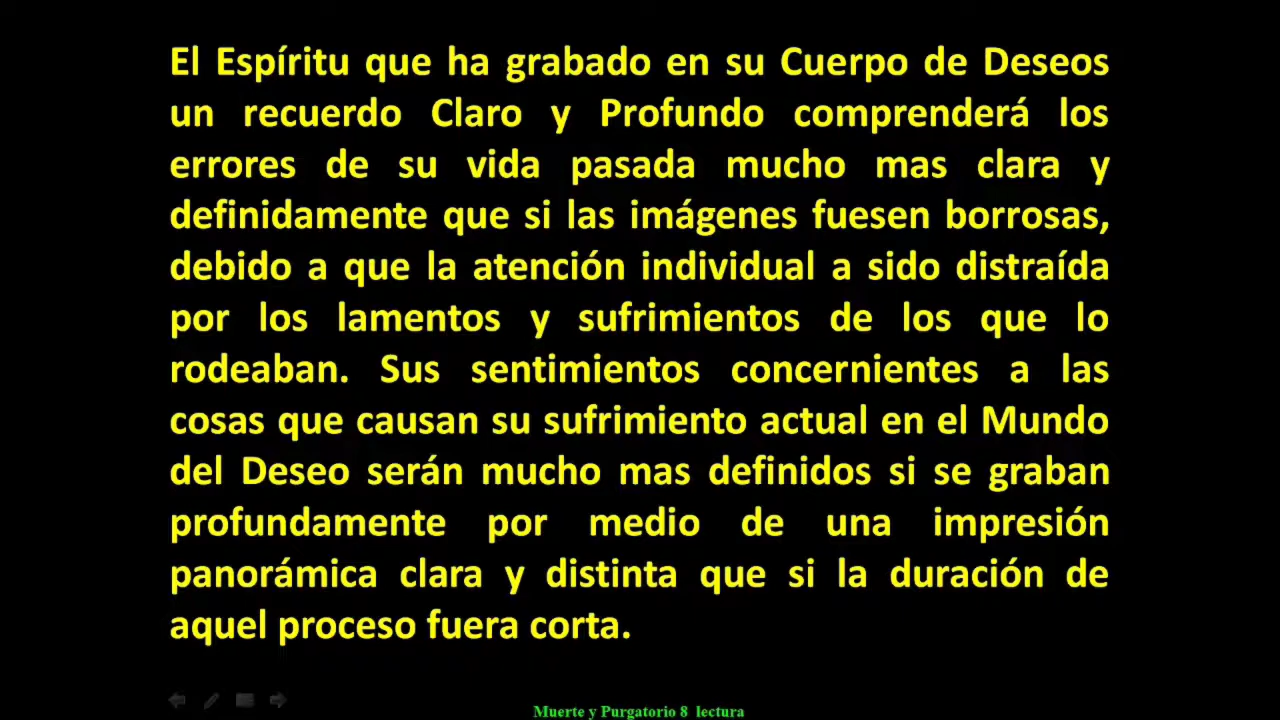 El Espíritu que ha grabado en su Cuerpo de Deseos
un recuerdo Claro y Profundo comprenderá los
errores de su vida pasada mucho mas clara y
definidamente que si las imágenes fuesen borrosas,
debido a que la atención individual a sido distraída
por los lamentos y sufrimientos de los que lo
rodeaban. Sus sentimientos concernientes a las
cosas que causan su sufrimiento actual en el Mundo
del Deseo serán mucho mas definidos si se graban
profundamente por medio de una impresión
panorámica clara y distinta que si la duración de
aquel proceso fuera corta.
Muerte y Purgatorio 8 lectura